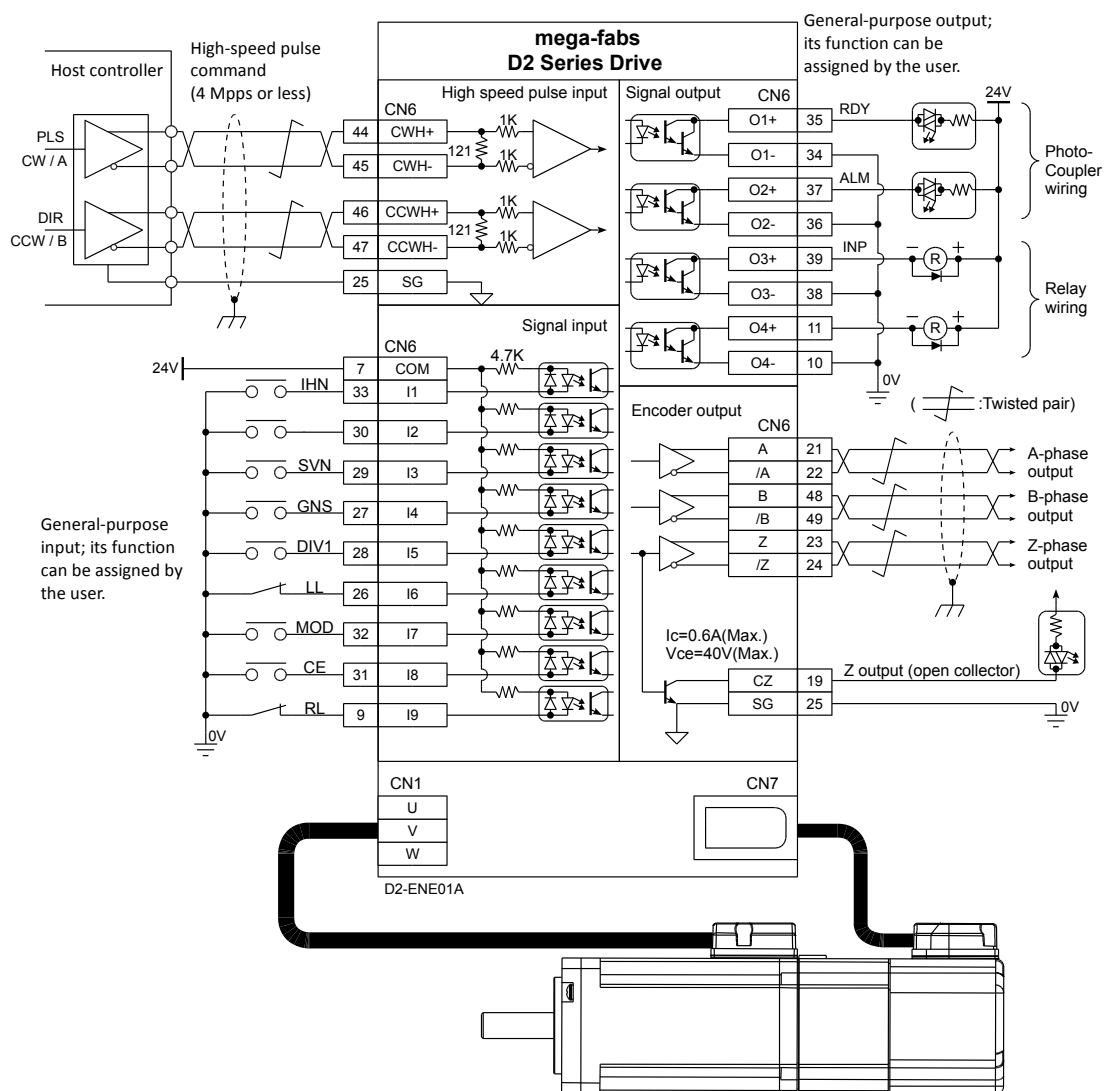 mega-fabs
D2 Series Drive
Host controller
High-speed pulse
command
(4 Mpps or less)
PLS
CW / A
DIR
CCW / B
CN6
High speed pulse input
44 CWH+ 1K
121
45 CWH- 1K
46 CCWH+ 1K
121
47 CCWH- 1K
25 SG
General-purpose output;
its function can be
assigned by the user.
Signal output
CN6
24V
O1+ 35 RDY
O1- 34
O2+ 37 ALM
O2- 36
O3+ 39 INP
O3- 38
O4+ 11
O4- 10
0V
Photo-
Coupler
wiring
− R +
− R +
Relay
wiring
Signal input
CN6
4.7K
24V 7 COM
IHN 33 I1
30 I2
SVN 29 I3
GNS 27 I4
DIV1 28 I5
LL 26 I6
MOD 32 I7
CE 31 I8
RL 9 I9
0V
General-purpose
input; its function
can be assigned by
the user.
Encoder output
CN6
( :Twisted pair)
A 21
/A 22
A-phase
output
B 48
/B 49
B-phase
output
Z 23
/Z 24
Z-phase
output
Ic=0.6A(Max.)
Vce=40V(Max.)
CZ 19 Z output (open collector)
SG 25
0V
CN1
U
V
W
CN7
D2-ENE01A